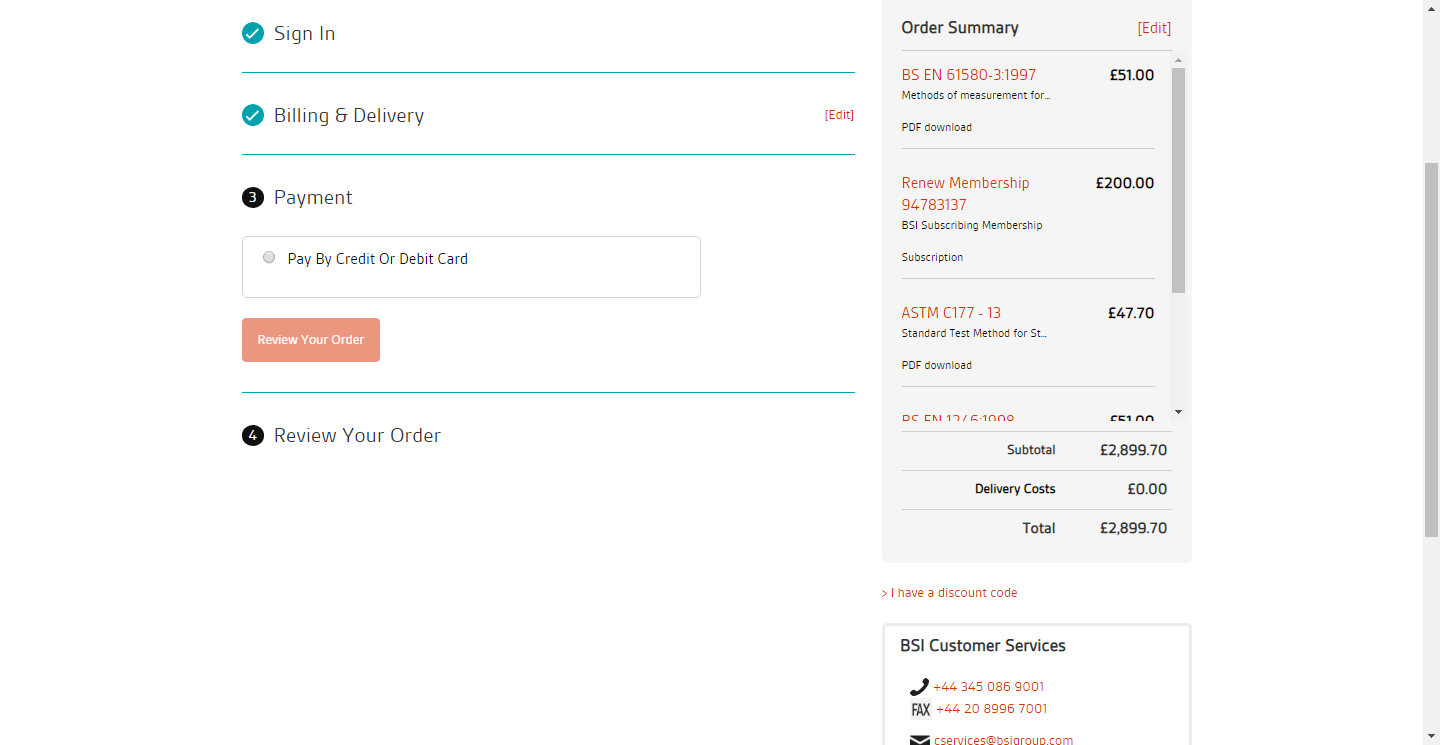 Sign In
Billing & Delivery
[Edit]
3 Payment
Pay By Credit Or Debit Card
Review Your Order
4 Review Your Order
Order Summary
[Edit]
BS EN 61580-3:1997 £51.00
Methods of measurement for...
PDF download
Renew Membership £200.00
94783137
BSI Subscribing Membership
Subscription
ASTM C177 - 13 £47.70
Standard Test Method for St...
PDF download
£51.00
Subtotal £2,899.70
Delivery Costs £0.00
Total £2,899.70
> I have a discount code
BSI Customer Services
+44 345 086 9001
FAX +44 20 8996 7001
cservices@bsigroup.com